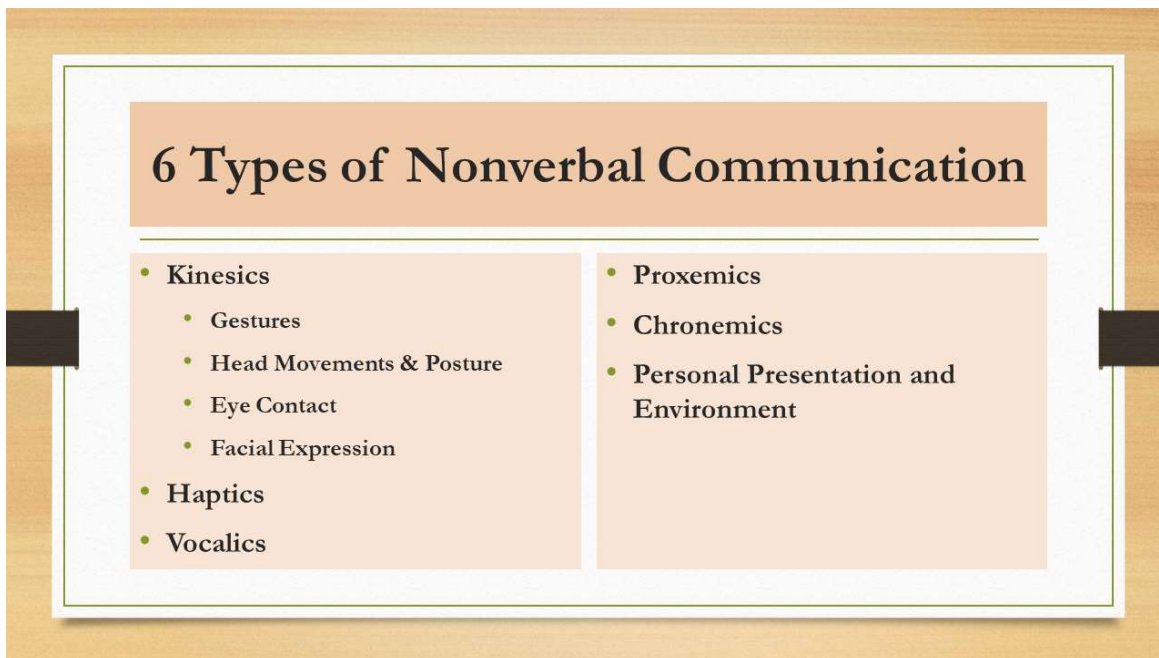 6 Types of Nonverbal Communication
• Kinesics
• Gestures
• Head Movements & Posture
• Eye Contact
• Facial Expression
• Haptics
• Vocalics
• Proxemics
• Chronemics
• Personal Presentation and
Environment